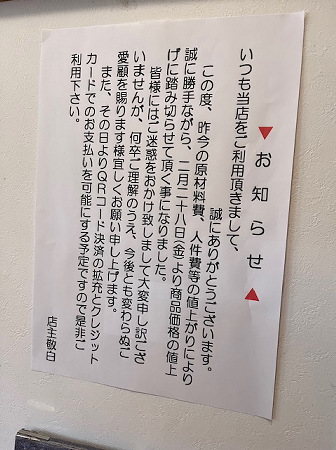 ▼お知らせ▲
いつも当店をご利用頂きまして、
誠にありがとうございます。
この度、昨今の原材料費、人件費等の値上がりにより
誠に勝手ながら、二月二十八日(金)より商品価格の値上
げに踏み切らせて頂く事になりました。
皆様にはご迷惑をおかけ致しまして大変申し訳ござ
いませんが、何卒ご理解のうえ、今後とも変わらぬご
愛顧を賜ります様宜しくお願い申し上げます。
また、その日よりQRコード決済の拡充とクレジット
カードでのお支払いを可能にする予定ですので是非ご
利用下さい。
店主敬白